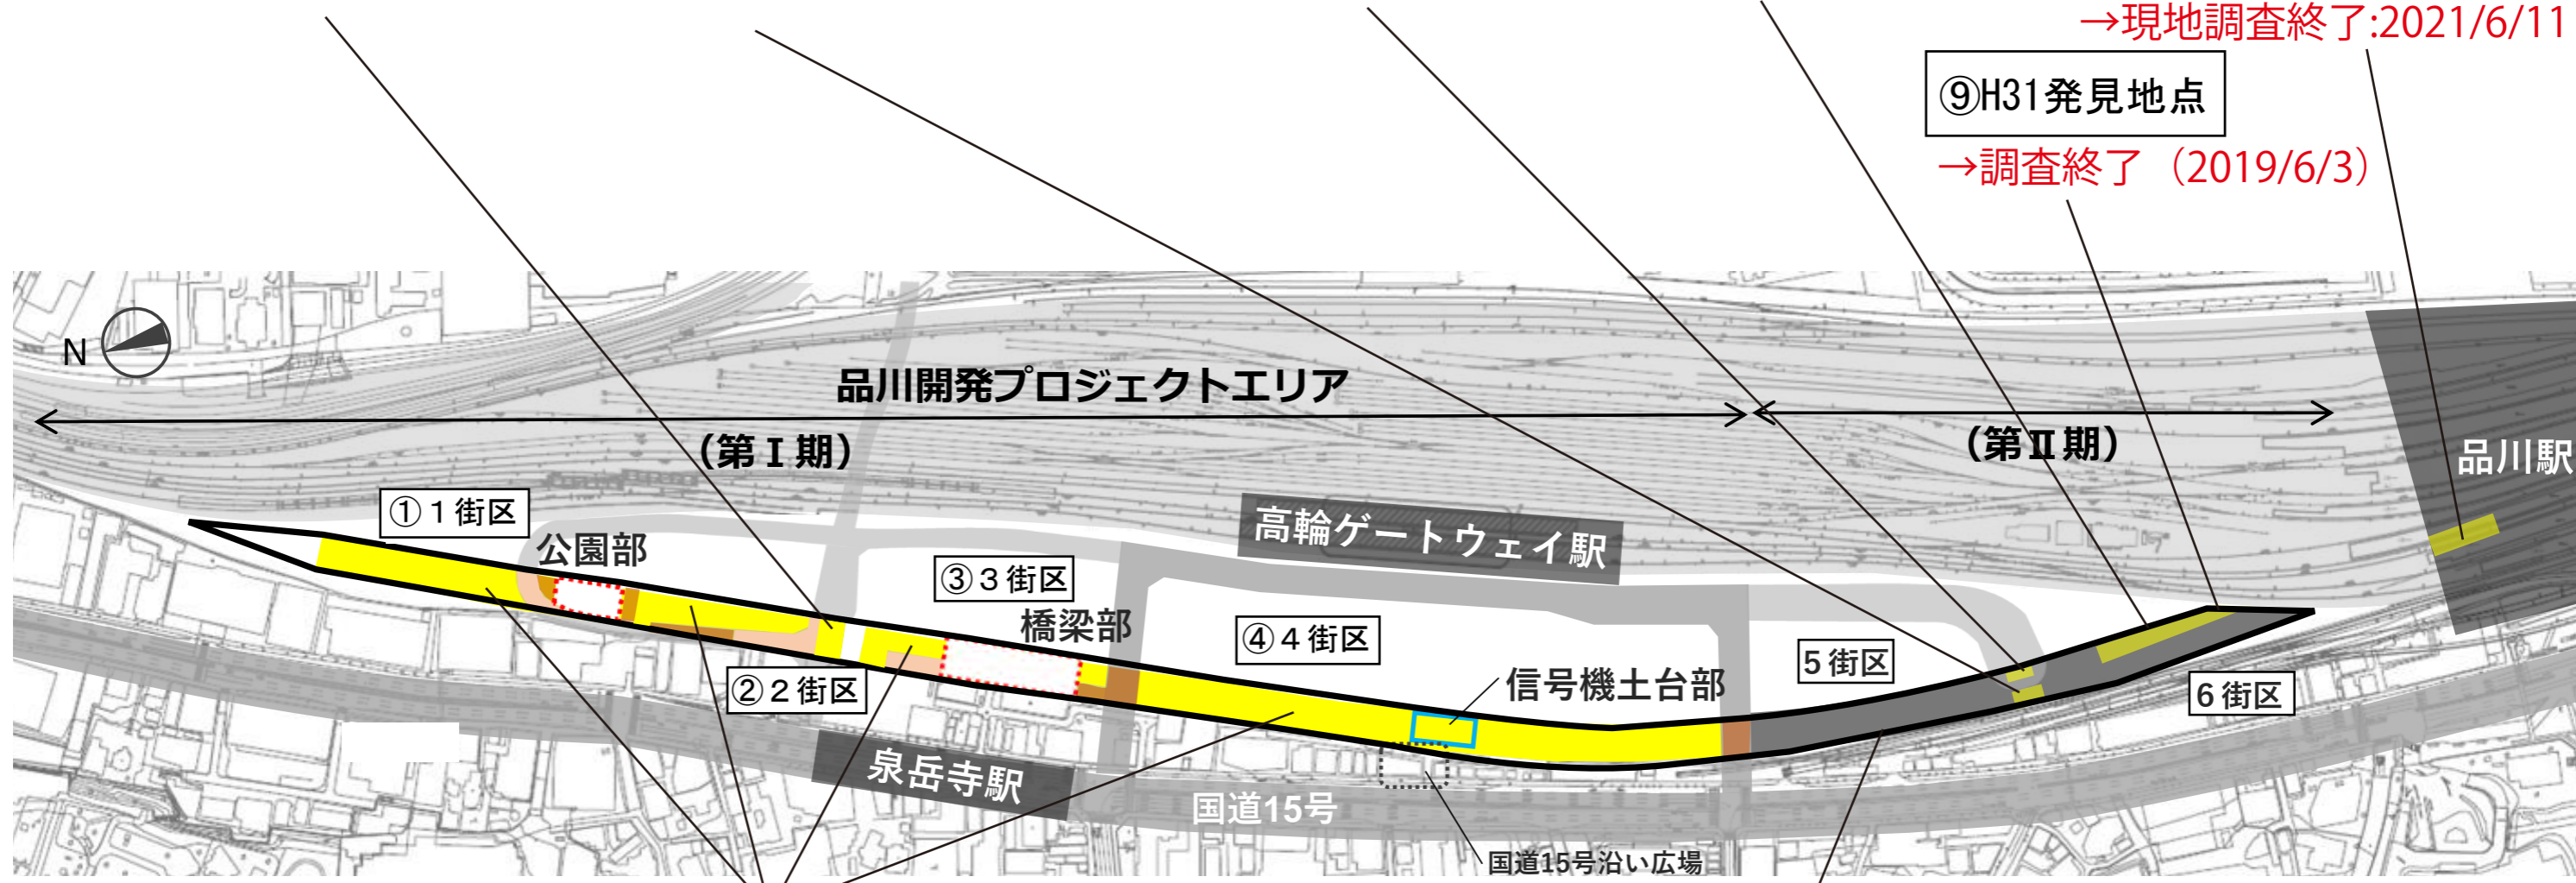 →現地調査終了:2021/6/11
⑨H31発見地点
→調査終了（2019/6/3）
N
品川開発プロジェクトエリア
（第Ⅰ期）
（第Ⅱ期）
品川駅
①１街区
公園部
③３街区
橋梁部
高輪ゲートウェイ駅
④４街区
②２街区
信号機土台部
５街区
６街区
泉岳寺駅
国道15号
国道15号沿い広場